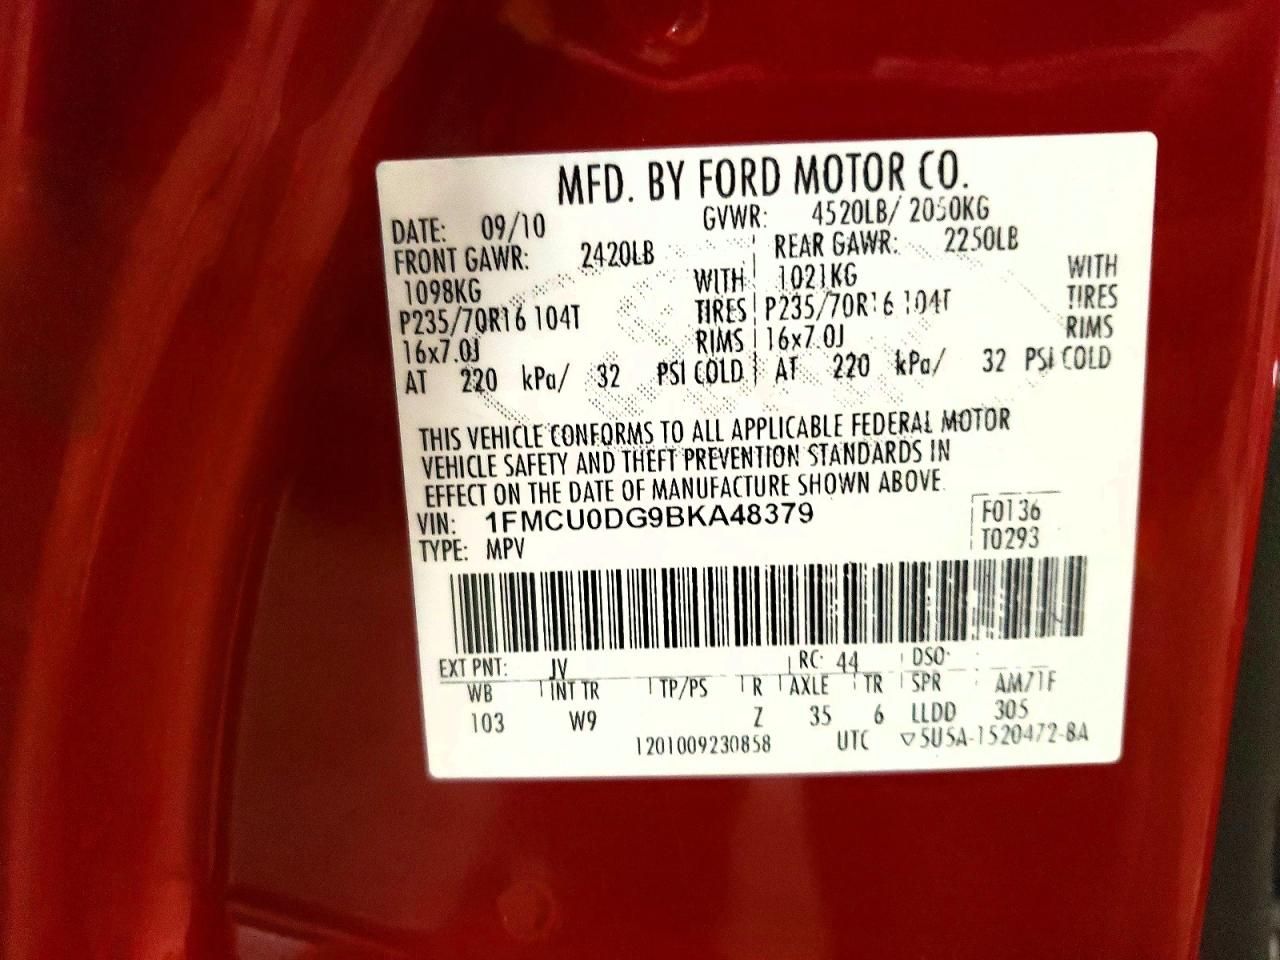 MFD. BY FORD MOTOR CO.
DATE: 09/10 GVWR: 4520LB/ 2050KG
FRONT GAWR: 2420LB REAR GAWR: 2250LB
1098KG WITH 1021KG WITH
P235/70R16 104T TIRES P235/70R16 104T TIRES
16x7.0J RIMS 16x7.0J RIMS
AT 220 kPa/ 32 PSI COLD AT 220 kPa/ 32 PSI COLD
THIS VEHICLE CONFORMS TO ALL APPLICABLE FEDERAL MOTOR
VEHICLE SAFETY AND THEFT PREVENTION STANDARDS IN
EFFECT ON THE DATE OF MANUFACTURE SHOWN ABOVE.
VIN: 1FMCU0DG9BKA48379 F0136
TYPE: MPV T0293
EXT PNT: JV RC: 44 DSO:
WB INT TR TP/PS R AXLE TR SPR AM71F
103 W9 Z 35 6 LLDD 305
1201009230858 UTC ▽5U5A-1520472-BA